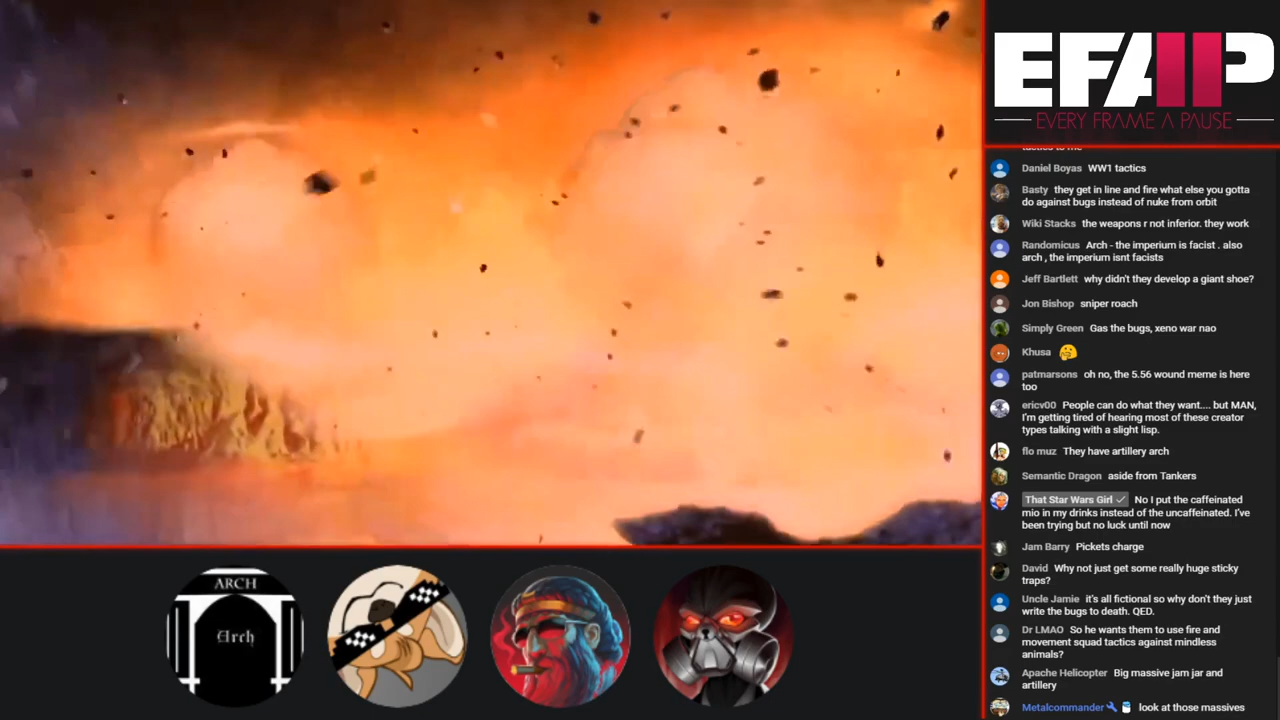 EFAP
EVERY FRAME A PAUSE
tactics to me
Daniel Boyas WW1 tactics
Basty they get in line and fire what else you gotta
do against bugs instead of nuke from orbit
Wiki Stacks the weapons r not inferior. they work
Randomicus Arch - the imperium is facist . also
arch , the imperium isnt facists
Jeff Bartlett why didn't they develop a giant shoe?
Jon Bishop sniper roach
Simply Green Gas the bugs, xeno war nao
Khusa 🤔
patmarsons oh no, the 5.56 wound meme is here
too
ericv00 People can do what they want.... but MAN,
I'm getting tired of hearing most of these creator
types talking with a slight lisp.
flo muz They have artillery arch
Semantic Dragon aside from Tankers
That Star Wars Girl ✓ No I put the caffeinated
mio in my drinks instead of the uncaffeinated. I've
been trying but no luck until now
Jam Barry Pickets charge
David Why not just get some really huge sticky
traps?
Uncle Jamie it's all fictional so why don't they just
write the bugs to death. QED.
Dr LMAO So he wants them to use fire and
movement squad tactics against mindless
animals?
Apache Helicopter Big massive jam jar and
artillery
Metalcommander look at those massives
ARCH
Arch